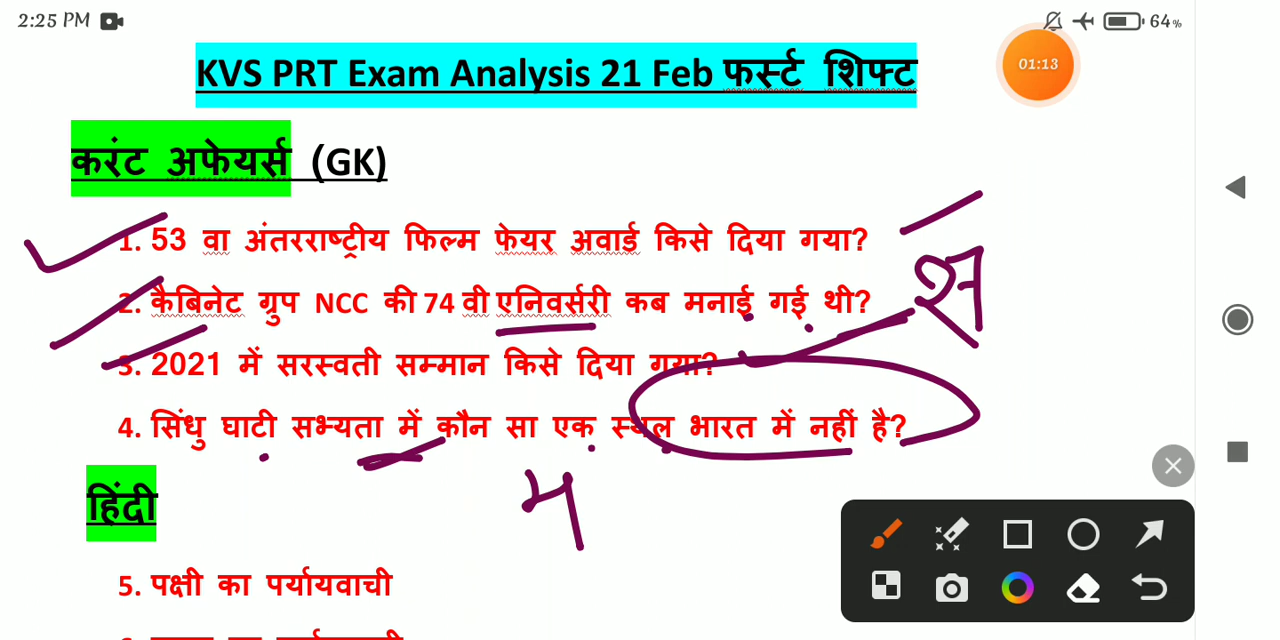 2:25 PM
64%
01:13
KVS PRT Exam Analysis 21 Feb फर्स्ट शिफ्ट
करंट अफेयर्स (GK)
1. 53 वा अंतरराष्ट्रीय फिल्म फेयर अवार्ड किसे दिया गया?
2. कैबिनेट ग्रुप NCC की 74 वी एनिवर्सरी कब मनाई गई थी?
3. 2021 में सरस्वती सम्मान किसे दिया गया?
4. सिंधु घाटी सभ्यता में कौन सा एक स्थल भारत में नहीं है?
हिंदी
5. पक्षी का पर्यायवाची